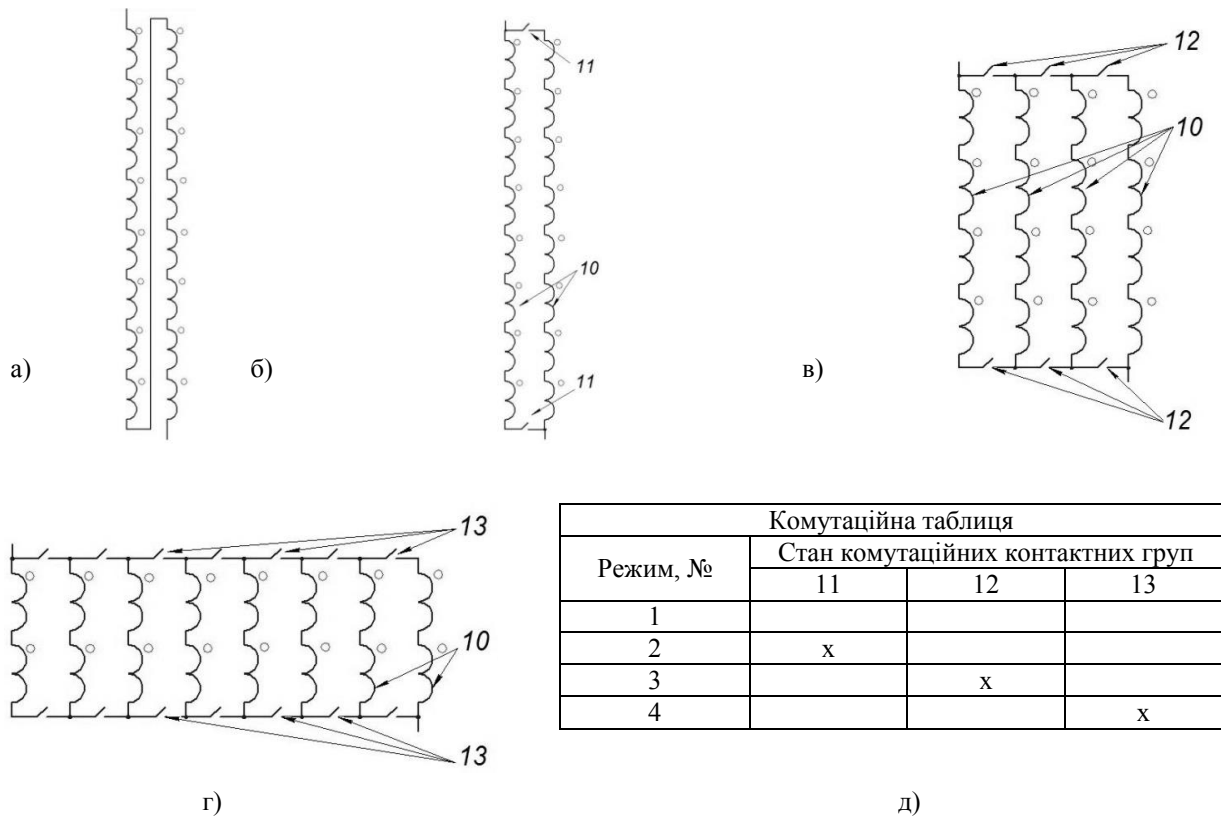 11
12
10
10
а)
б)
в)
11
12
13
Комутаційна таблиця
Режим, №
Стан комутаційних контактних груп
11 12 13
1
2 х
3 х
4 х
10
13
г)
д)